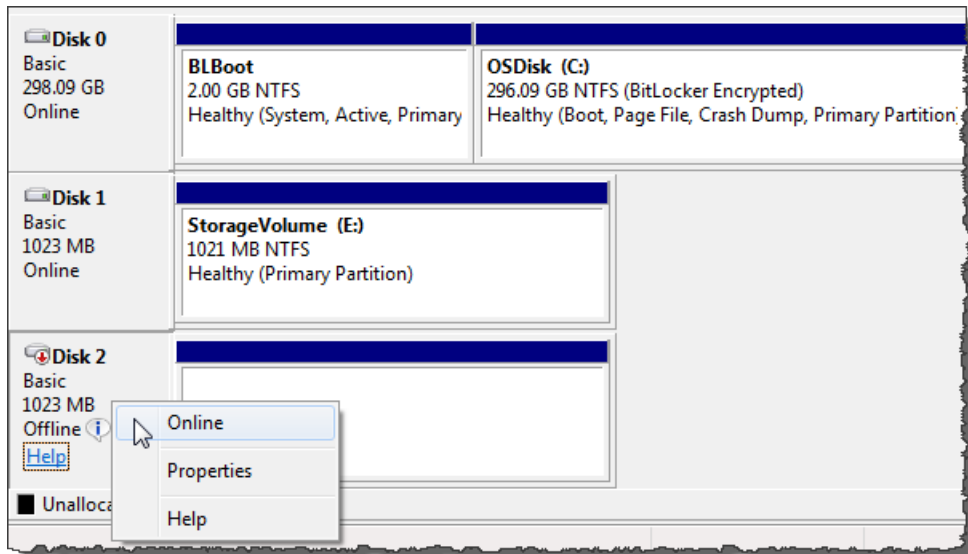 Disk 0
Basic
298.09 GB
Online
BLBoot
2.00 GB NTFS
Healthy (System, Active, Primary
OSDisk (C:)
296.09 GB NTFS (BitLocker Encrypted)
Healthy (Boot, Page File, Crash Dump, Primary Partition
Disk 1
Basic
1023 MB
Online
StorageVolume (E:)
1021 MB NTFS
Healthy (Primary Partition)
Disk 2
Basic
1023 MB
Offline
Help
Online
Properties
Help
Unalloca